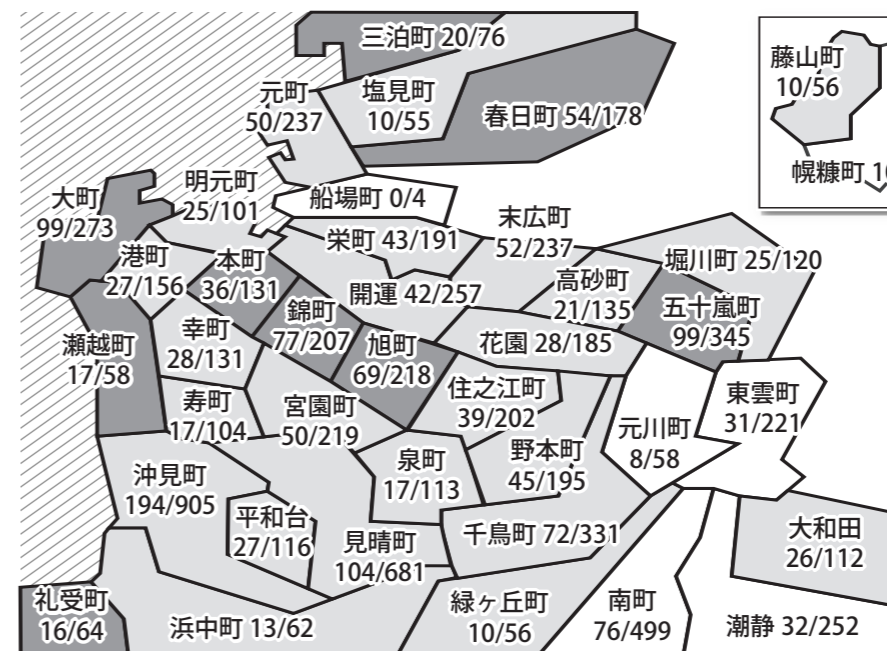 三泊町 20/76
藤山町
10/56
元町
50/237
塩見町
10/55
春日町 54/178
幌糠町
大町
99/273
明元町
25/101
船場町 0/4
末広町
52/237
港町
27/156
本町
36/131
栄町 43/191
堀川町 25/120
高砂町
21/135
開運 42/257
五十嵐町
99/345
瀬越町
17/58
幸町
28/131
錦町
77/207
旭町
69/218
花園 28/185
住之江町
39/202
東雲町
31/221
寿町
17/104
宮園町
50/219
元川町
8/58
野本町
45/195
泉町
17/113
沖見町
194/905
平和台
27/116
千鳥町 72/331
大和田
26/112
見晴町
104/681
礼受町
16/64
浜中町 13/62
緑ヶ丘町
10/56
南町
76/499
潮静 32/252